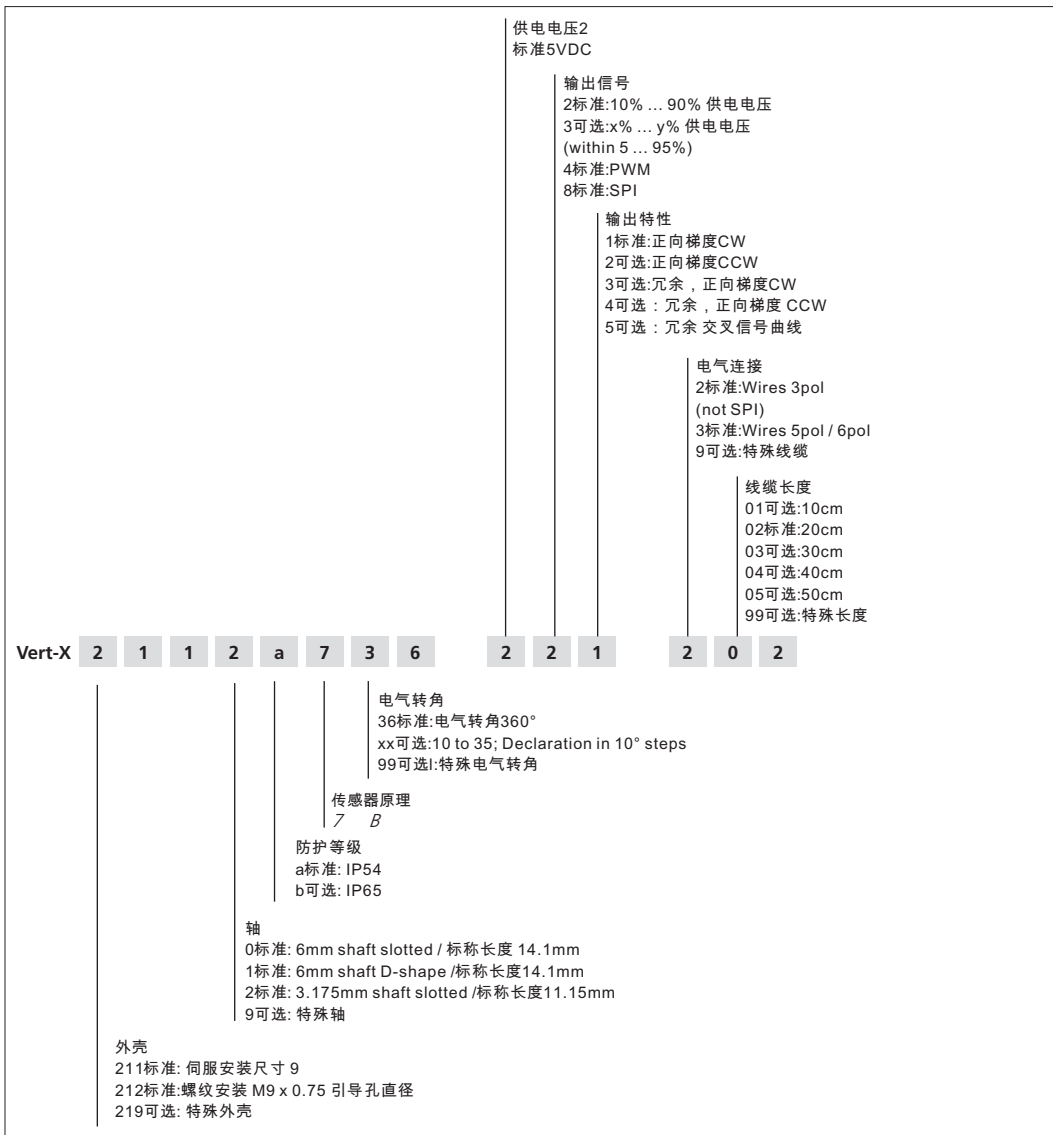 供电电压2
标准5VDC
输出信号
2标准:10% ... 90% 供电电压
3可选:x% ... y% 供电电压
(within 5 ... 95%)
4标准:PWM
8标准:SPI
输出特性
1标准:正向梯度CW
2可选:正向梯度CCW
3可选:冗余，正向梯度CW
4可选：冗余，正向梯度 CCW
5可选：冗余 交叉信号曲线
电气连接
2标准:Wires 3pol
(not SPI)
3标准:Wires 5pol / 6pol
9可选:特殊线缆
线缆长度
01可选:10cm
02标准:20cm
03可选:30cm
04可选:40cm
05可选:50cm
99可选:特殊长度
Vert-X 2 1 1 2 a 7 3 6 2 2 1 2 0 2
电气转角
36标准:电气转角360°
xx可选:10 to 35; Declaration in 10° steps
99可选l:特殊电气转角
传感器原理
7 B
防护等级
a标准: IP54
b可选: IP65
轴
0标准: 6mm shaft slotted / 标称长度 14.1mm
1标准: 6mm shaft D-shape /标称长度14.1mm
2标准: 3.175mm shaft slotted /标称长度11.15mm
9可选: 特殊轴
外壳
211标准: 伺服安装尺寸 9
212标准:螺纹安装 M9 x 0.75 引导孔直径
219可选: 特殊外壳